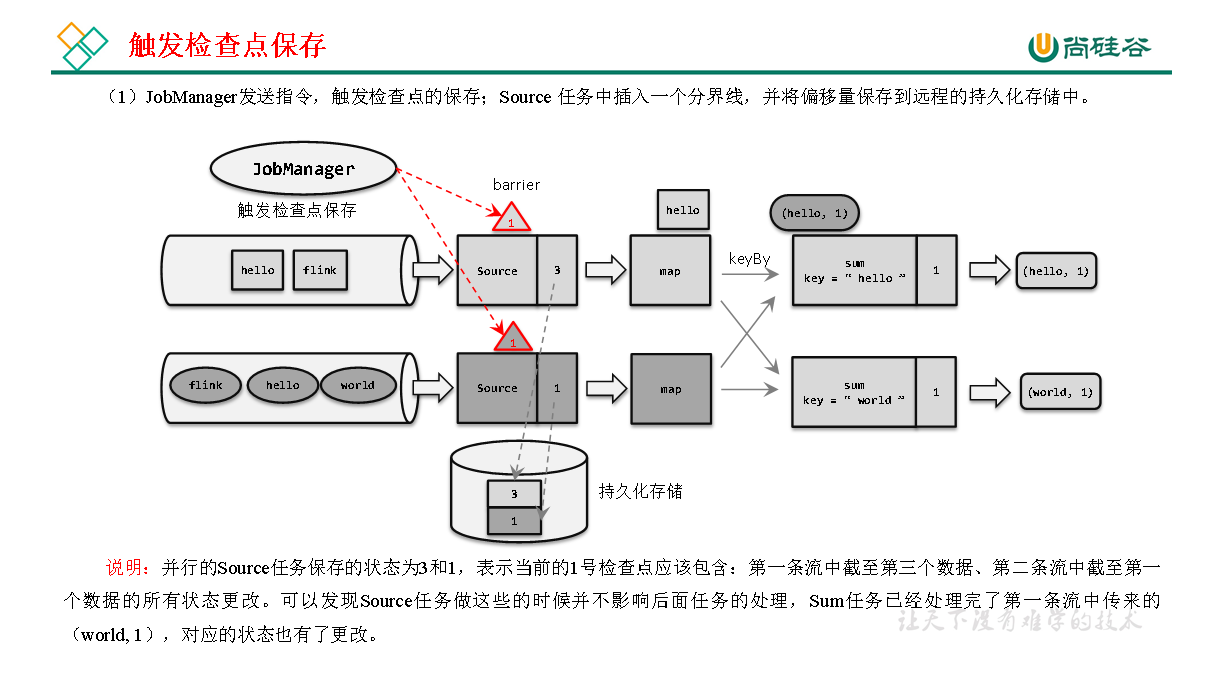 触发检查点保存
尚硅谷
（1）JobManager发送指令，触发检查点的保存；Source 任务中插入一个分界线，并将偏移量保存到远程的持久化存储中。
JobManager
触发检查点保存
barrier
1
hello
(hello, 1)
hello
flink
Source
3
map
keyBy
sum
key = “ hello ”
1
(hello, 1)
1
flink
hello
world
Source
1
map
sum
key = “ world ”
1
(world, 1)
3
1
持久化存储
说明：并行的Source任务保存的状态为3和1，表示当前的1号检查点应该包含：第一条流中截至第三个数据、第二条流中截至第一
个数据的所有状态更改。可以发现Source任务做这些的时候并不影响后面任务的处理，Sum任务已经处理完了第一条流中传来的
（world, 1），对应的状态也有了更改。
让天下没有难学的技术